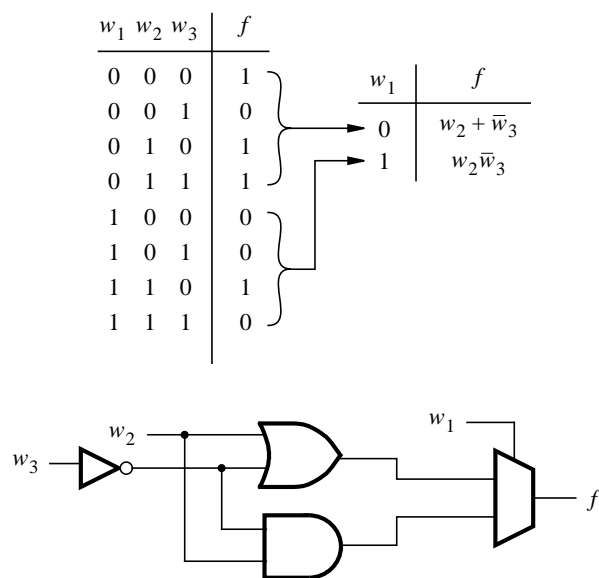 w₁ w₂ w₃ f
0 0 0 1
0 0 1 0
0 1 0 1
0 1 1 1
1 0 0 0
1 0 1 0
1 1 0 1
1 1 1 0
w₁ f
0 w₂ + w̅₃
1 w₂w̅₃
w₁
w₂
w₃
f